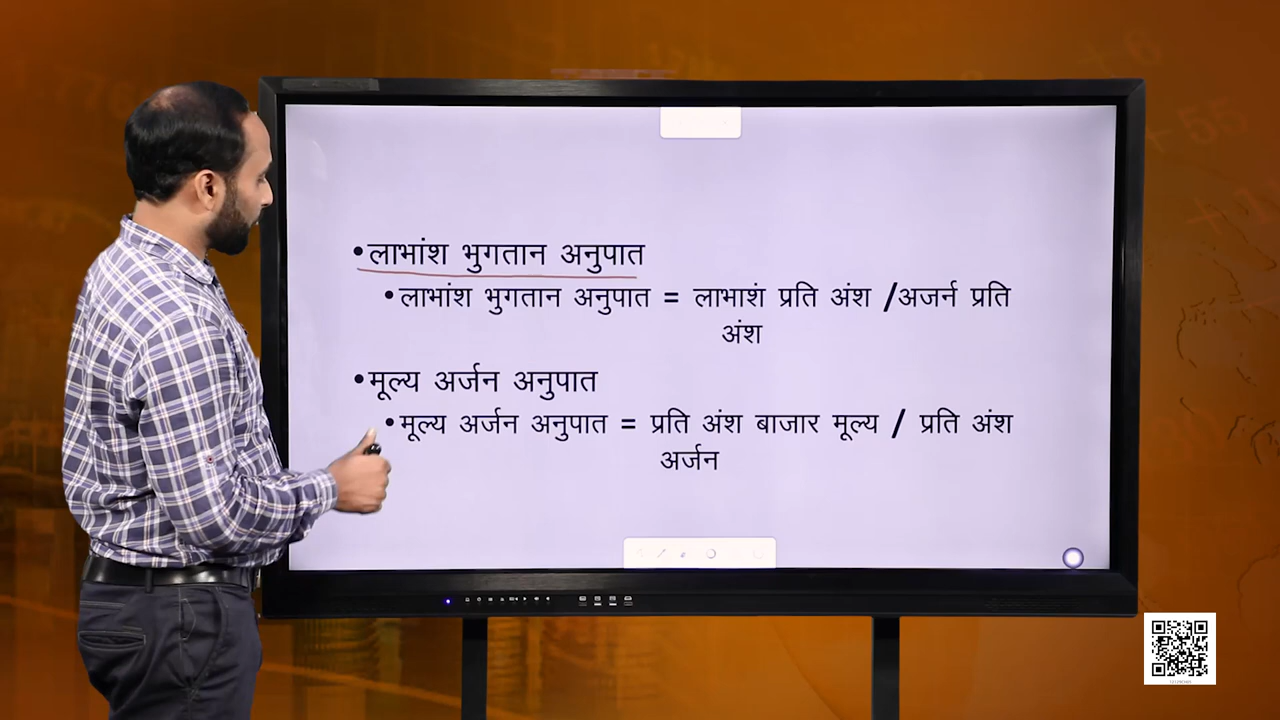 •लाभांश भुगतान अनुपात
•लाभांश भुगतान अनुपात = लाभाशं प्रति अंश /अजर्न प्रति
अंश
•मूल्य अर्जन अनुपात
•मूल्य अर्जन अनुपात = प्रति अंश बाजार मूल्य / प्रति अंश
अर्जन